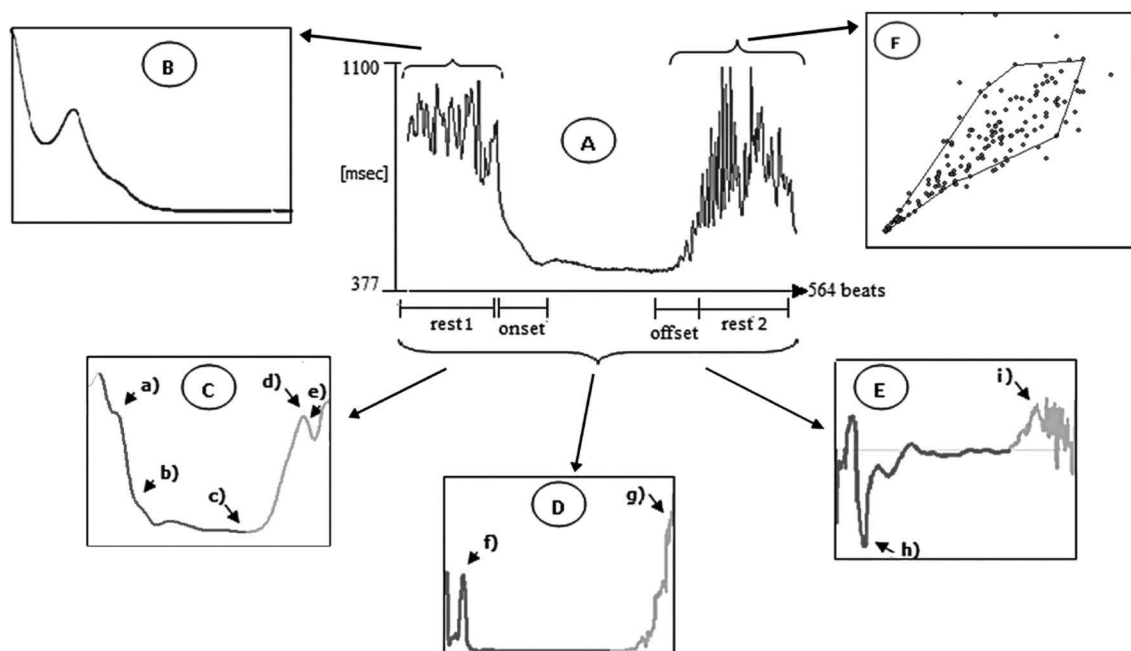 B
F
1100
A
[msec]
377
564 beats
rest 1
onset
offset
rest 2
C
a)
b)
c)
d)
e)
D
f)
g)
E
i)
h)